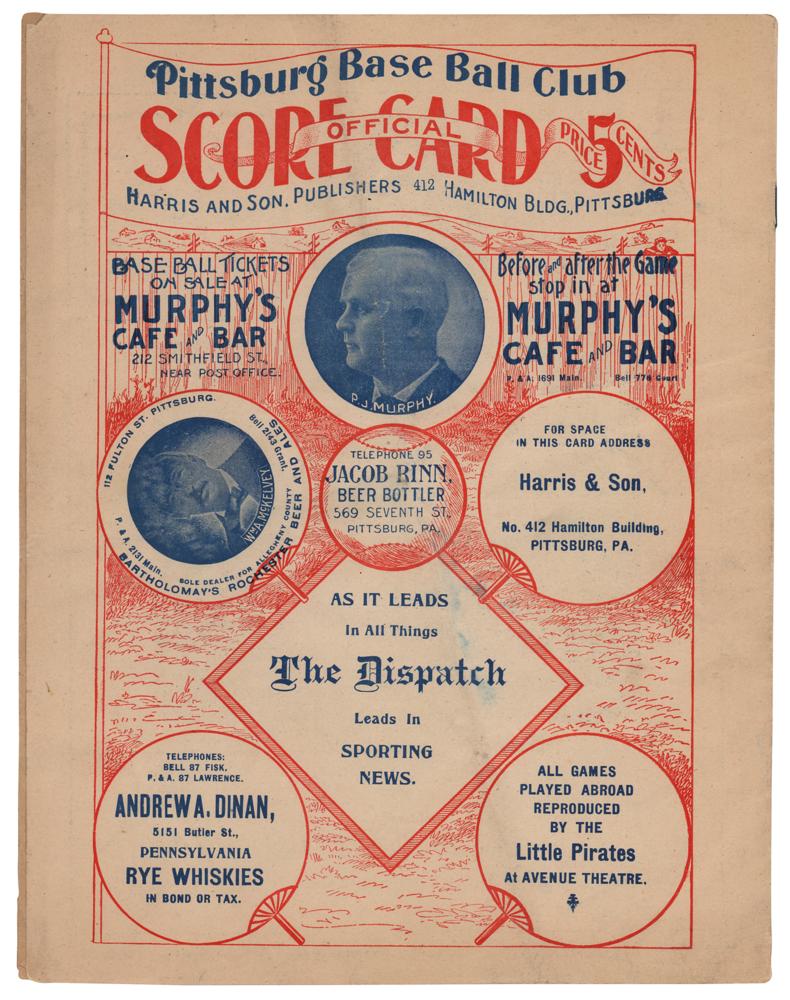 Pittsburg Base Ball Club
SCORE CARD
OFFICIAL
PRICE 5 CENTS
HARRIS AND SON, PUBLISHERS 412 HAMILTON BLDG., PITTSBURG
BASE BALL TICKETS
ON SALE AT
MURPHY'S
CAFE AND BAR
212 SMITHFIELD ST.,
NEAR POST OFFICE.
P.J. MURPHY.
Before and after the Game
stop in at
MURPHY'S
CAFE AND BAR
P. & A. 1691 Main. Bell 776 Court
112 FULTON ST. PITTSBURG.
Bell 2143 Grant.
WM A. McKELVEY
P. & A. 2131 Main.
SOLE DEALER FOR ALLEGHENY COUNTY
BARTHOLOMAY'S ROCHESTER BEER AND ALES
TELEPHONE 95
JACOB RINN,
BEER BOTTLER
569 SEVENTH ST.
PITTSBURG, PA.
FOR SPACE
IN THIS CARD ADDRESS
Harris & Son,
No. 412 Hamilton Building,
PITTSBURG, PA.
AS IT LEADS
In All Things
The Dispatch
Leads In
SPORTING
NEWS.
TELEPHONES:
BELL 87 FISK,
P. & A. 87 LAWRENCE.
ANDREW A. DINAN,
5151 Butler St.,
PENNSYLVANIA
RYE WHISKIES
IN BOND OR TAX.
ALL GAMES
PLAYED ABROAD
REPRODUCED
BY THE
Little Pirates
At AVENUE THEATRE.